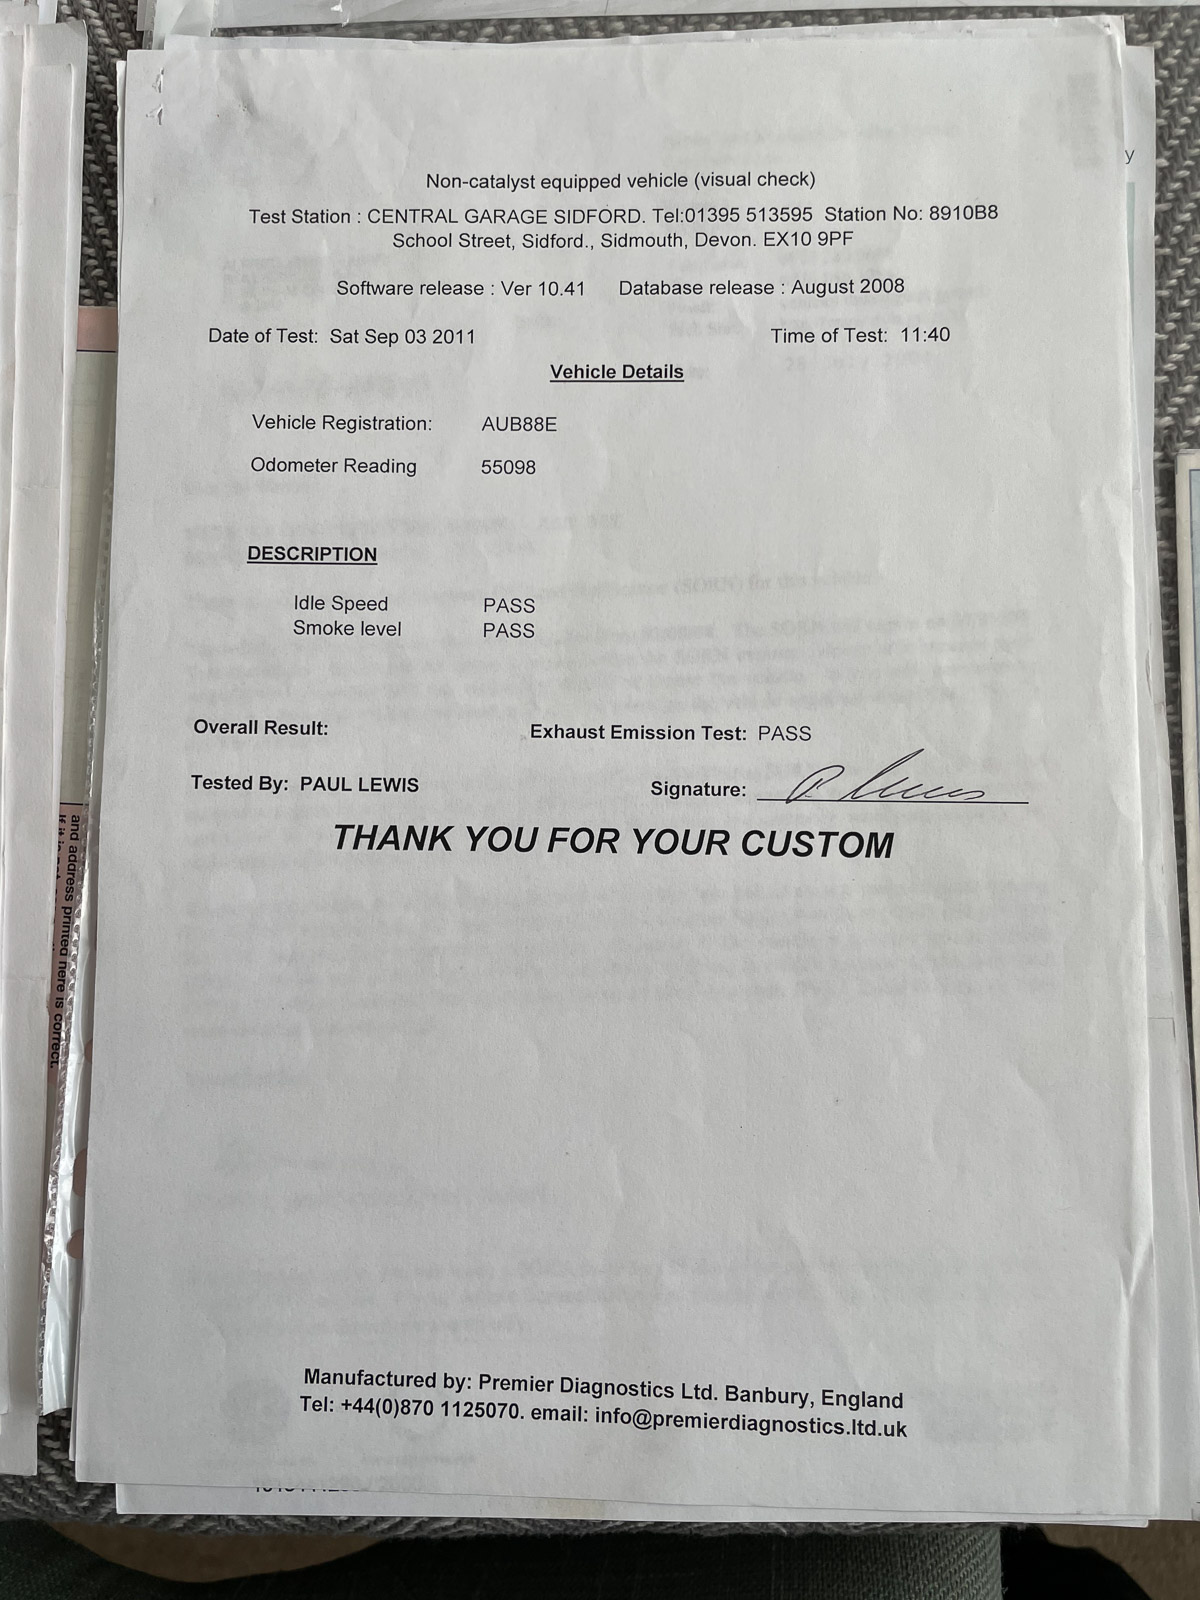 Non-catalyst equipped vehicle (visual check)
Test Station : CENTRAL GARAGE SIDFORD. Tel:01395 513595 Station No: 8910B8
School Street, Sidford., Sidmouth, Devon. EX10 9PF
Software release : Ver 10.41 Database release : August 2008
Date of Test: Sat Sep 03 2011 Time of Test: 11:40
Vehicle Details
Vehicle Registration: AUB88E
Odometer Reading 55098
DESCRIPTION
Idle Speed PASS
Smoke level PASS
Overall Result: Exhaust Emission Test: PASS
Tested By: PAUL LEWIS Signature: P. Lewis
THANK YOU FOR YOUR CUSTOM
Manufactured by: Premier Diagnostics Ltd. Banbury, England
Tel: +44(0)870 1125070. email: info@premierdiagnostics.ltd.uk
and address printed here is correct.
y